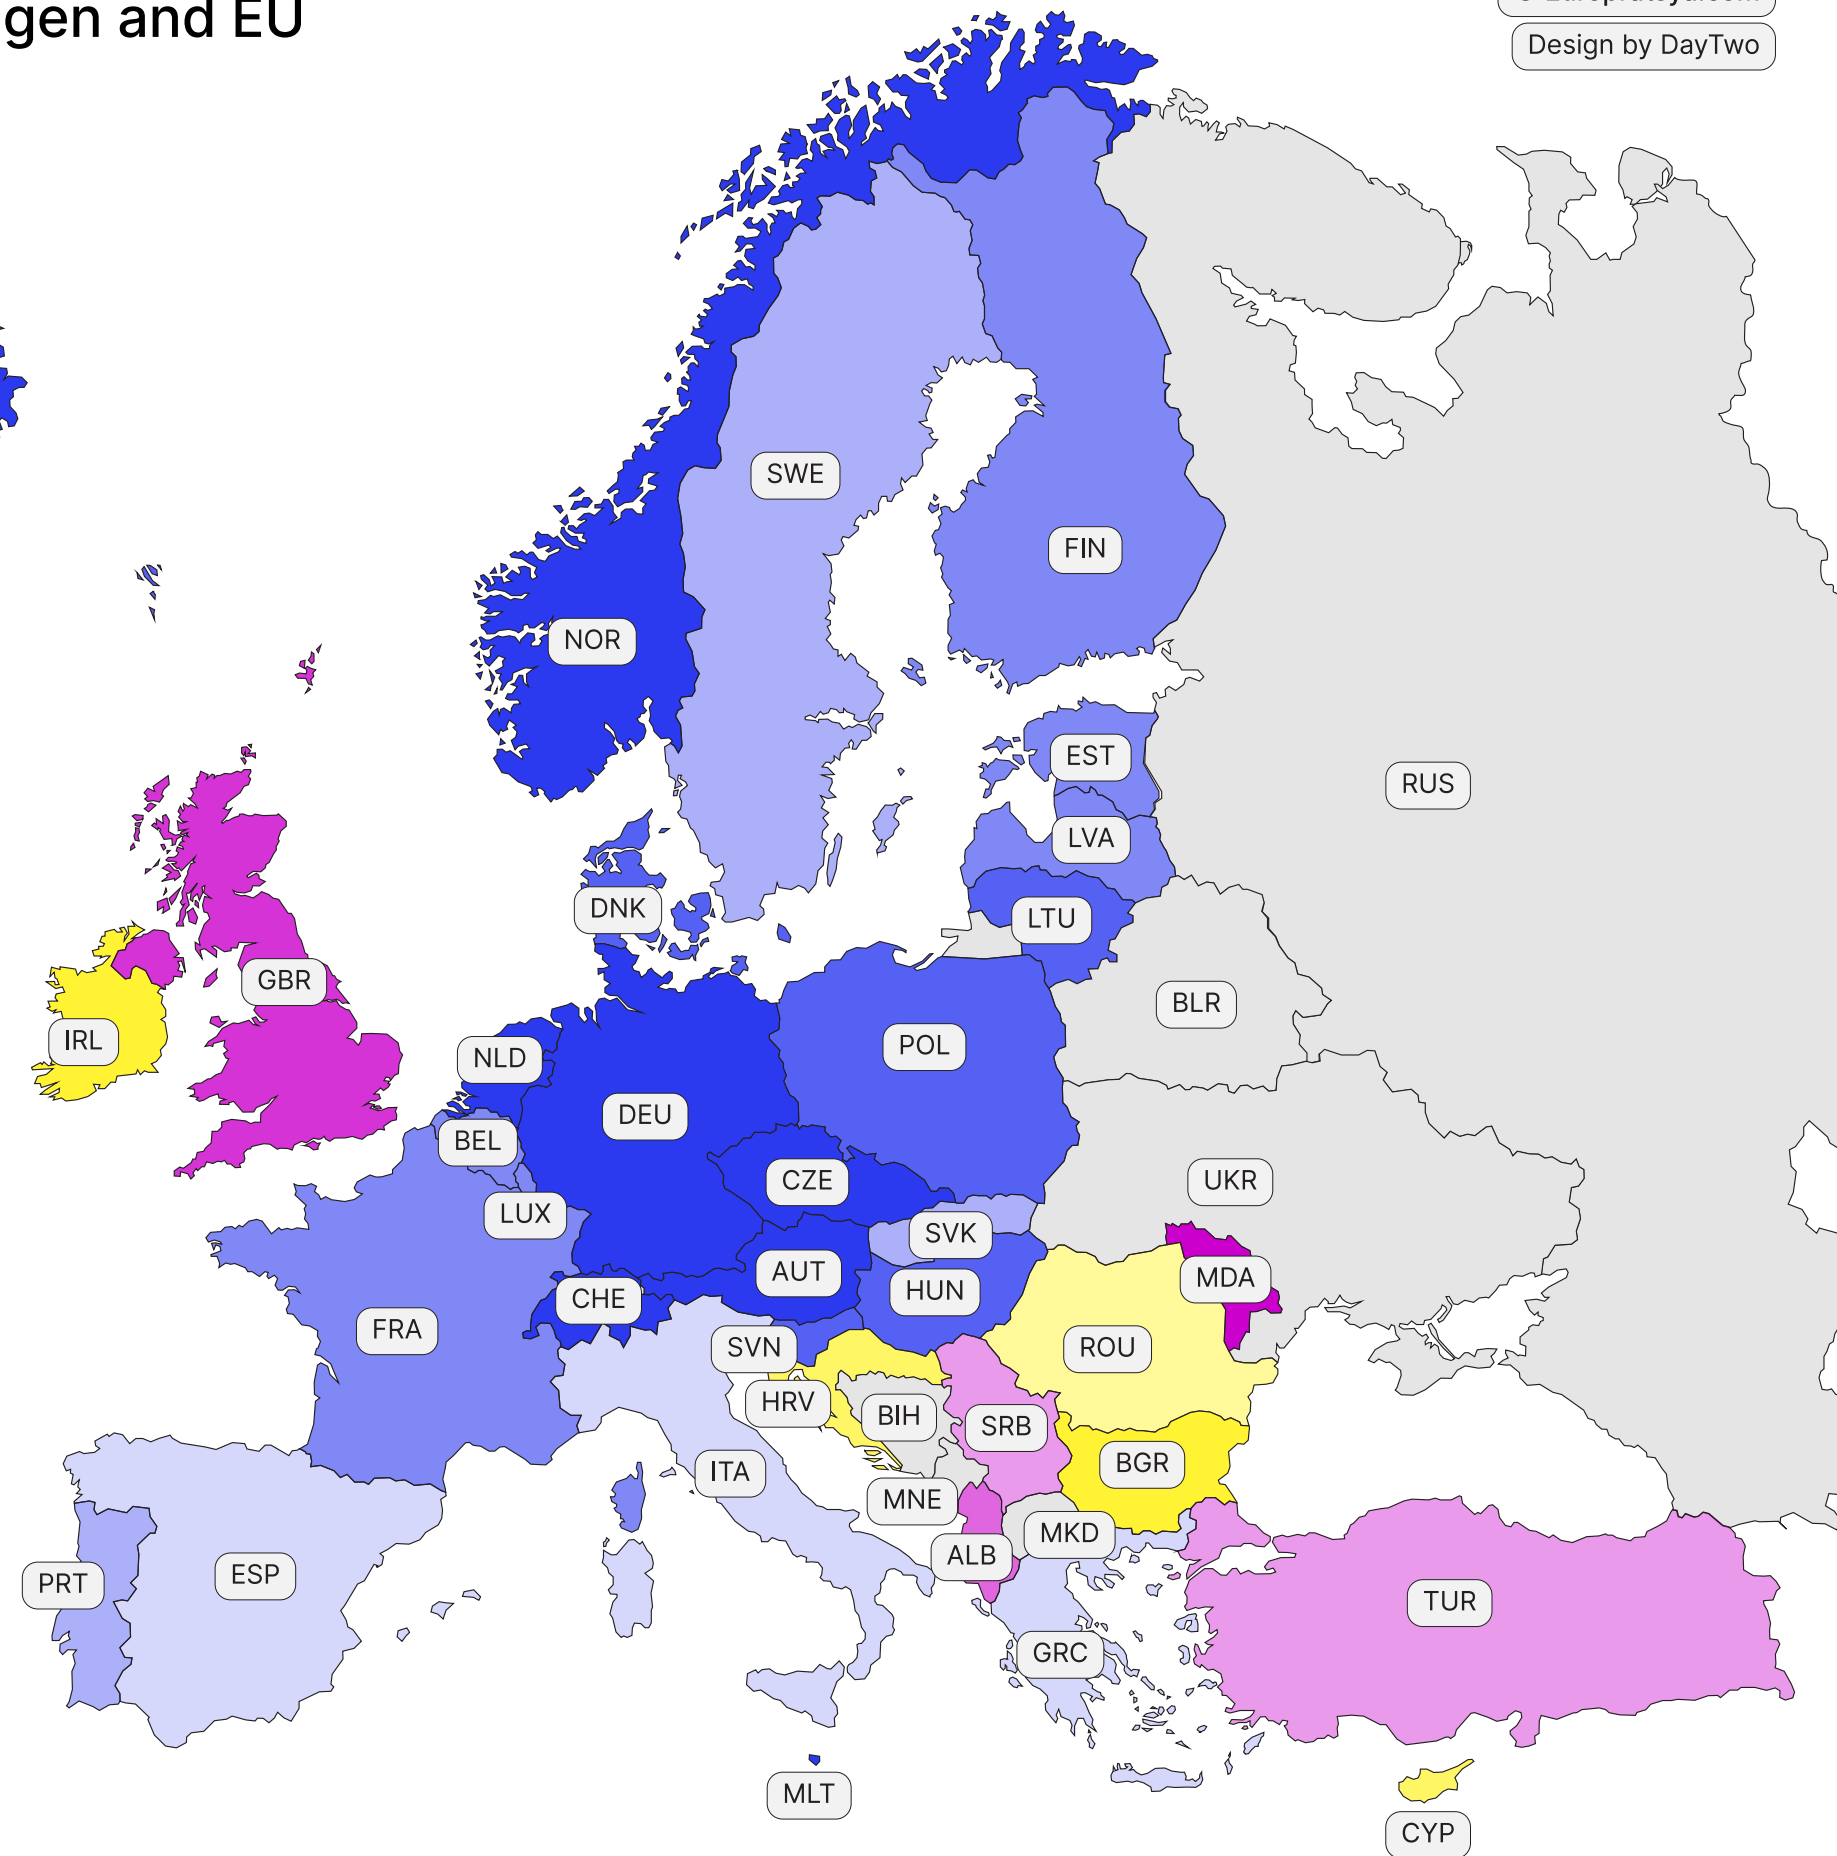 gen and EU
Design by DayTwo
SWE
FIN
NOR
EST
RUS
LVA
DNK
LTU
GBR
BLR
IRL
NLD
POL
DEU
BEL
CZE
UKR
LUX
SVK
AUT
MDA
HUN
CHE
FRA
SVN
ROU
HRV
BIH
SRB
BGR
ITA
MNE
MKD
ALB
PRT
ESP
TUR
GRC
MLT
CYP